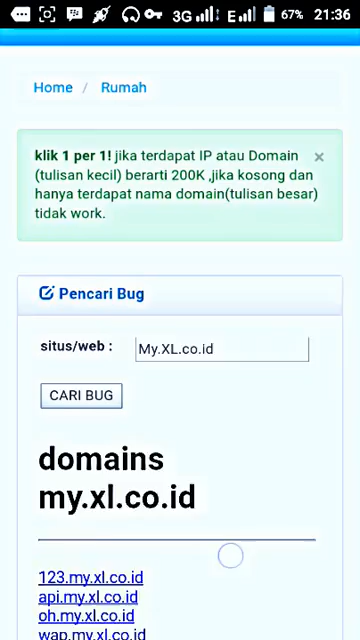 3G E 67% 21:36
Home / Rumah
klik 1 per 1! jika terdapat IP atau Domain ×
(tulisan kecil) berarti 200K ,jika kosong dan
hanya terdapat nama domain(tulisan besar)
tidak work.
Pencari Bug
situs/web : My.XL.co.id
CARI BUG
domains
my.xl.co.id
123.my.xl.co.id
api.my.xl.co.id
oh.my.xl.co.id
wap.my.xl.co.id